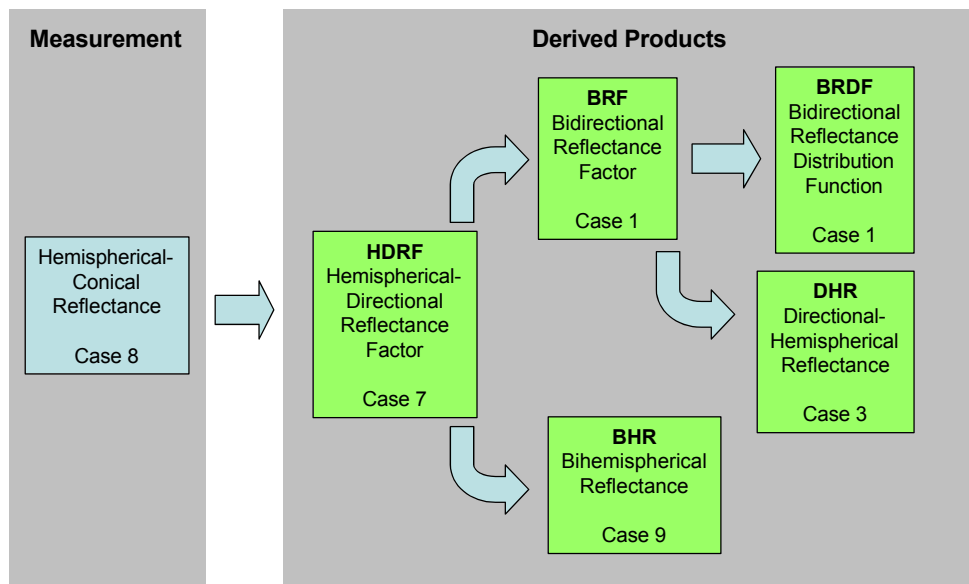 Measurement
Hemispherical-
Conical
Reflectance
Case 8
Derived Products
HDRF
Hemispherical-
Directional
Reflectance
Factor
Case 7
BRF
Bidirectional
Reflectance
Factor
Case 1
BRDF
Bidirectional
Reflectance
Distribution
Function
Case 1
DHR
Directional-
Hemispherical
Reflectance
Case 3
BHR
Bihemispherical
Reflectance
Case 9